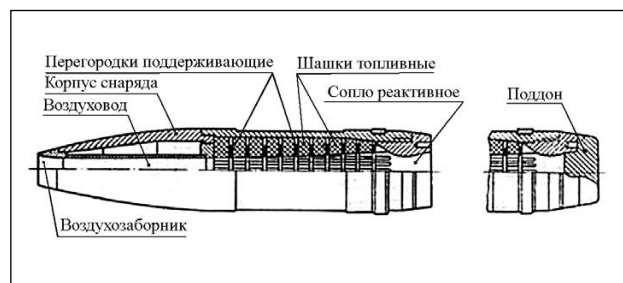 Перегородки поддерживающие
Шашки топливные
Корпус снаряда
Сопло реактивное
Воздуховод
Поддон
Воздухозаборник